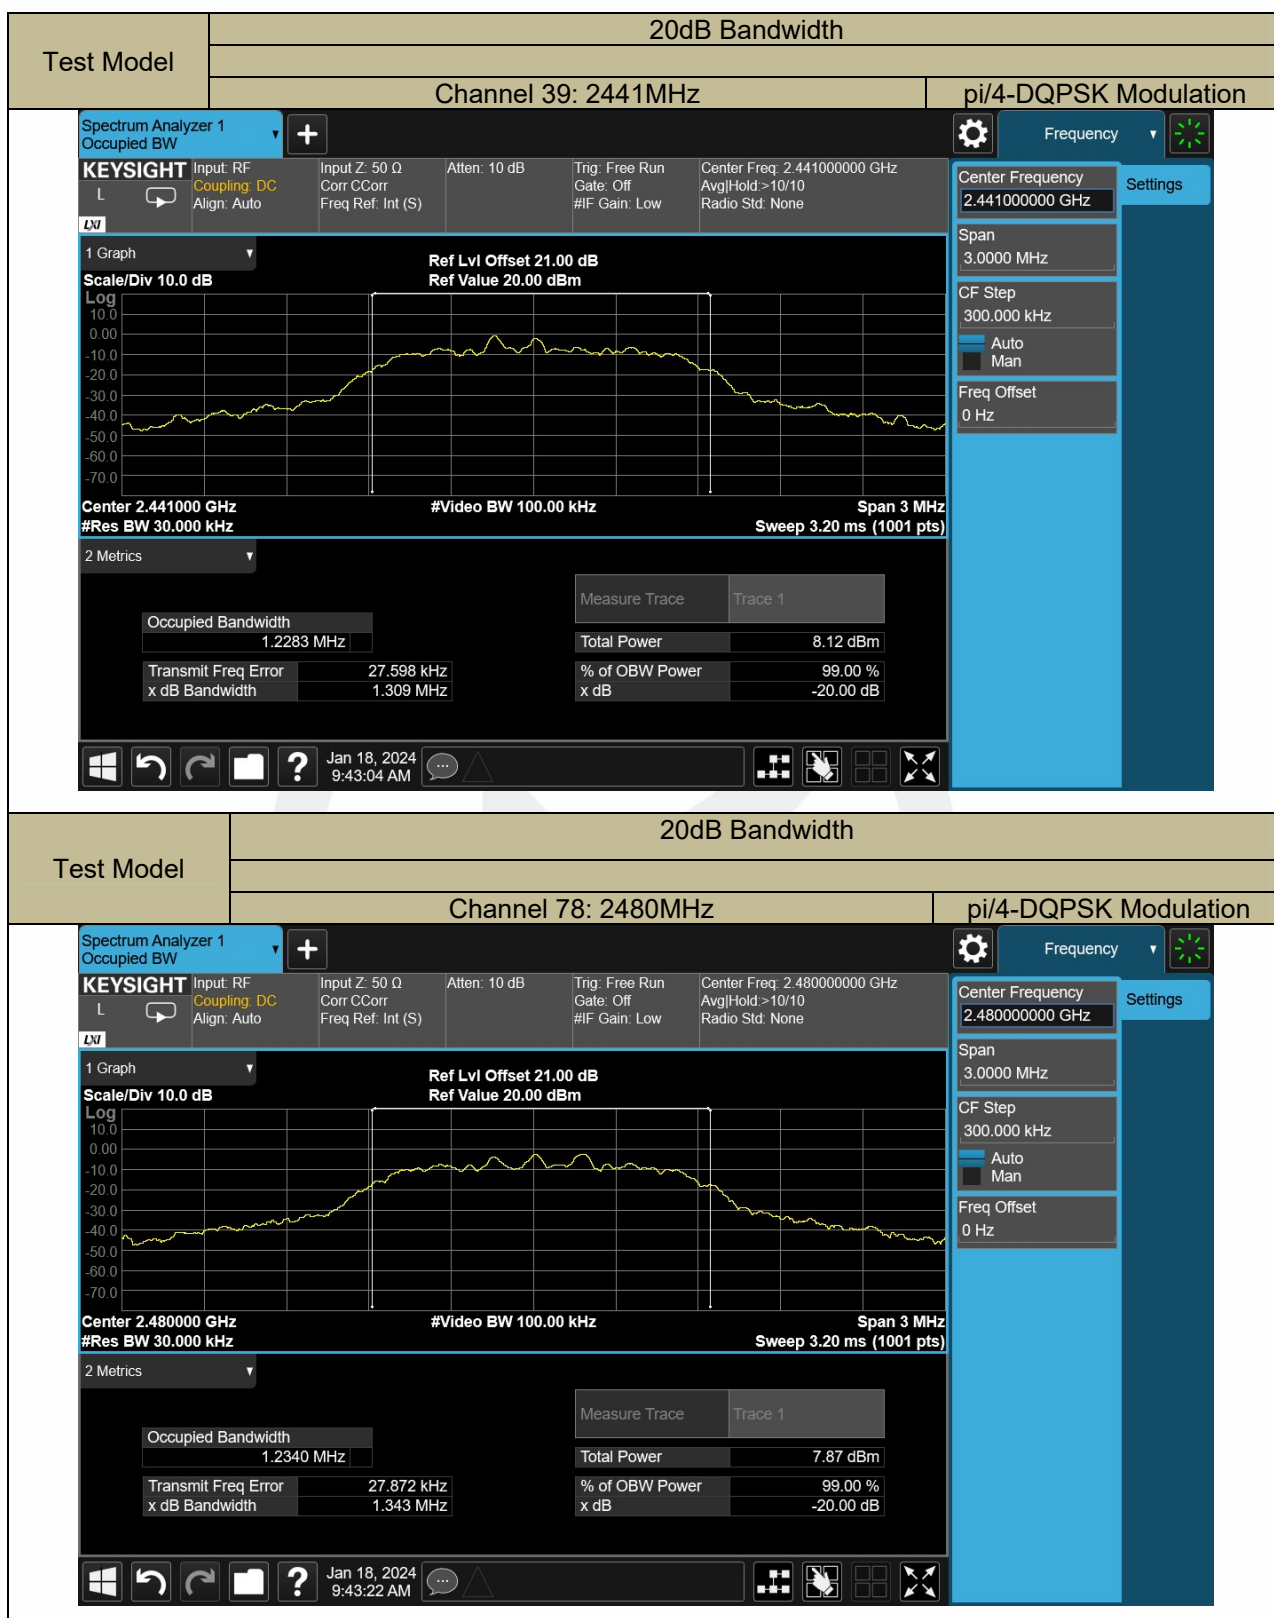 Test Model
20dB Bandwidth
Channel 39: 2441MHz
pi/4-DQPSK Modulation
Spectrum Analyzer 1
Occupied BW
Frequency
KEYSIGHT
L
LXI
Input: RF
Coupling: DC
Align: Auto
Input Z: 50 Ω
Corr CCorr
Freq Ref: Int (S)
Atten: 10 dB
Trig: Free Run
Gate: Off
#IF Gain: Low
Center Freq: 2.441000000 GHz
Avg|Hold:>10/10
Radio Std: None
Center Frequency
2.441000000 GHz
Settings
Span
3.0000 MHz
CF Step
300.000 kHz
Auto
Man
Freq Offset
0 Hz
1 Graph
Scale/Div 10.0 dB
Ref Lvl Offset 21.00 dB
Ref Value 20.00 dBm
Log
10.0
0.00
-10.0
-20.0
-30.0
-40.0
-50.0
-60.0
-70.0
Center 2.441000 GHz
#Res BW 30.000 kHz
#Video BW 100.00 kHz
Span 3 MHz
Sweep 3.20 ms (1001 pts)
2 Metrics
Measure Trace
Trace 1
Occupied Bandwidth
1.2283 MHz
Total Power 8.12 dBm
Transmit Freq Error 27.598 kHz
% of OBW Power 99.00 %
x dB Bandwidth 1.309 MHz
x dB -20.00 dB
Jan 18, 2024
9:43:04 AM
Test Model
20dB Bandwidth
Channel 78: 2480MHz
pi/4-DQPSK Modulation
Spectrum Analyzer 1
Occupied BW
Frequency
KEYSIGHT
L
LXI
Input: RF
Coupling: DC
Align: Auto
Input Z: 50 Ω
Corr CCorr
Freq Ref: Int (S)
Atten: 10 dB
Trig: Free Run
Gate: Off
#IF Gain: Low
Center Freq: 2.480000000 GHz
Avg|Hold:>10/10
Radio Std: None
Center Frequency
2.480000000 GHz
Settings
Span
3.0000 MHz
CF Step
300.000 kHz
Auto
Man
Freq Offset
0 Hz
1 Graph
Scale/Div 10.0 dB
Ref Lvl Offset 21.00 dB
Ref Value 20.00 dBm
Log
10.0
0.00
-10.0
-20.0
-30.0
-40.0
-50.0
-60.0
-70.0
Center 2.480000 GHz
#Res BW 30.000 kHz
#Video BW 100.00 kHz
Span 3 MHz
Sweep 3.20 ms (1001 pts)
2 Metrics
Measure Trace
Trace 1
Occupied Bandwidth
1.2340 MHz
Total Power 7.87 dBm
Transmit Freq Error 27.872 kHz
% of OBW Power 99.00 %
x dB Bandwidth 1.343 MHz
x dB -20.00 dB
Jan 18, 2024
9:43:22 AM